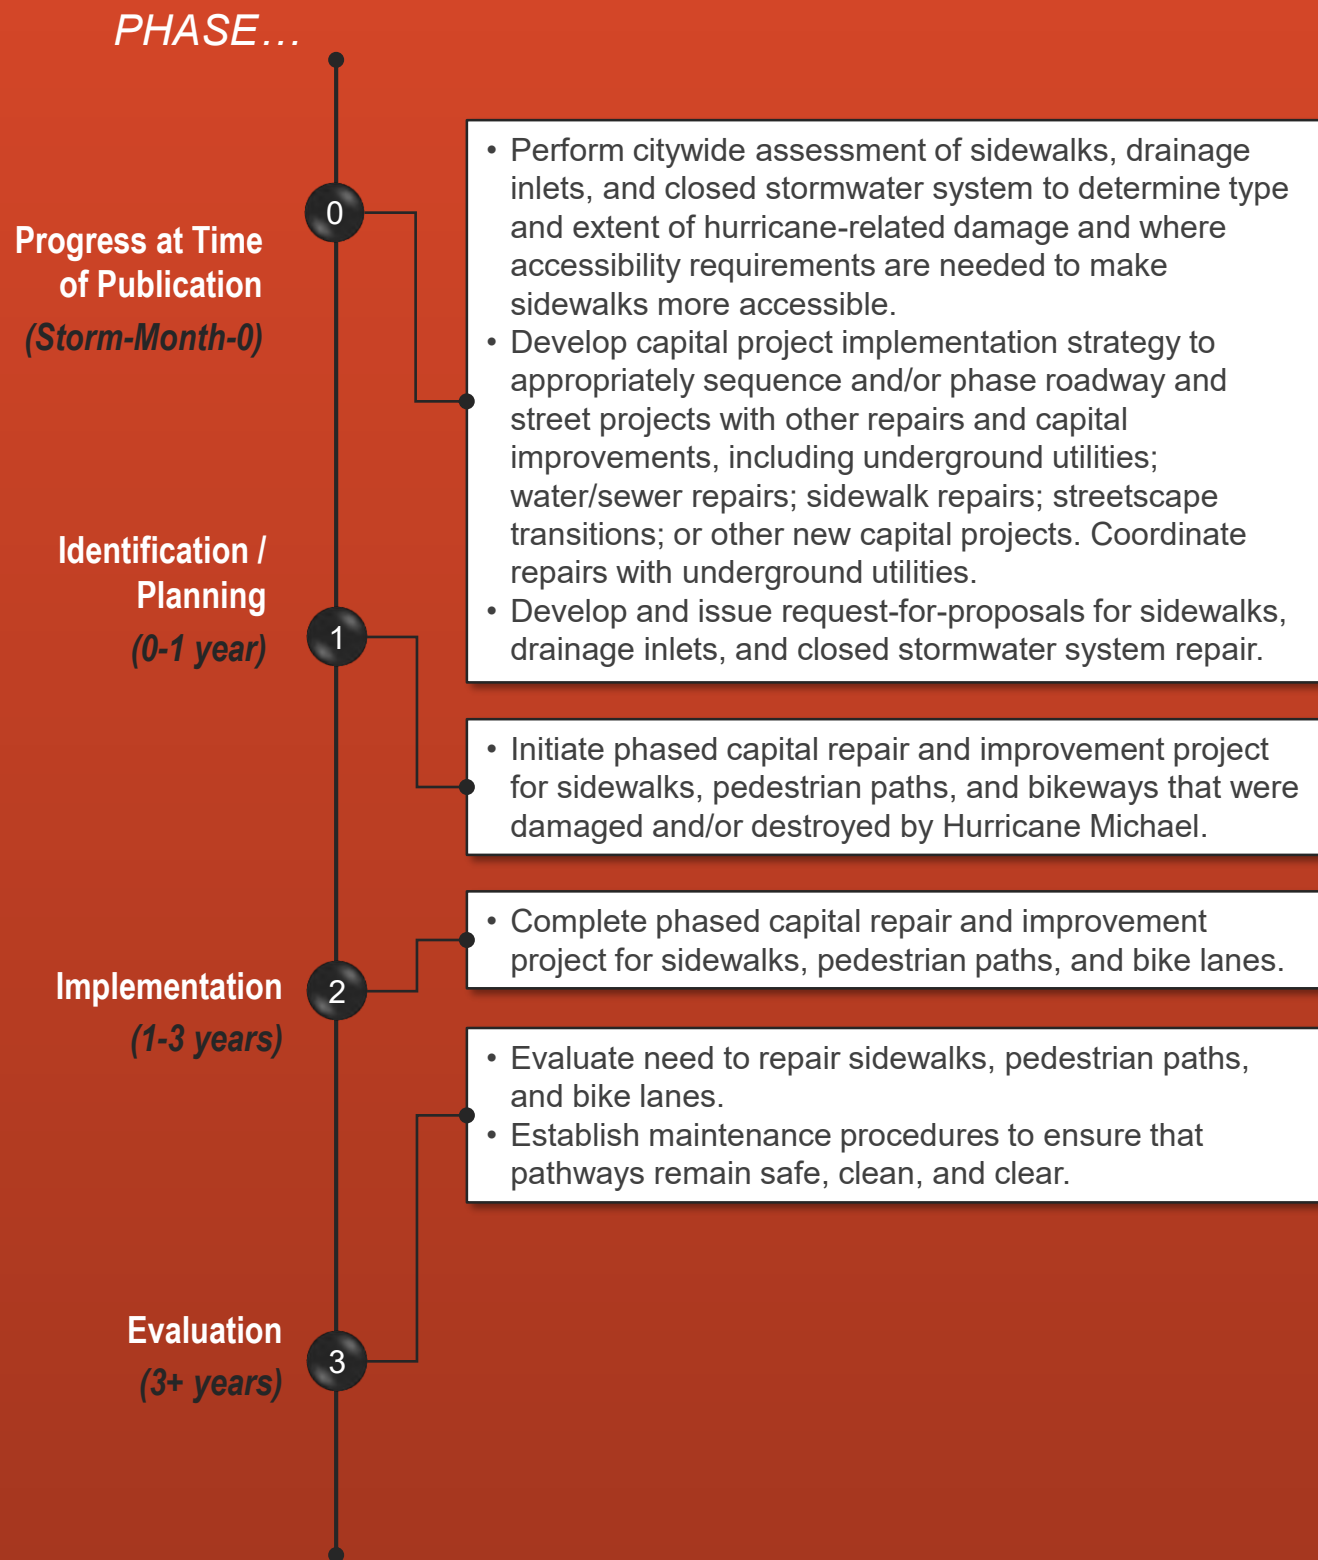 PHASE…
0
Progress at Time
of Publication
(Storm-Month-0)
• Perform citywide assessment of sidewalks, drainage
inlets, and closed stormwater system to determine type
and extent of hurricane-related damage and where
accessibility requirements are needed to make
sidewalks more accessible.
• Develop capital project implementation strategy to
appropriately sequence and/or phase roadway and
street projects with other repairs and capital
improvements, including underground utilities;
water/sewer repairs; sidewalk repairs; streetscape
transitions; or other new capital projects. Coordinate
repairs with underground utilities.
• Develop and issue request-for-proposals for sidewalks,
drainage inlets, and closed stormwater system repair.
Identification /
Planning
(0-1 year)
1
• Initiate phased capital repair and improvement project
for sidewalks, pedestrian paths, and bikeways that were
damaged and/or destroyed by Hurricane Michael.
Implementation
(1-3 years)
2
• Complete phased capital repair and improvement
project for sidewalks, pedestrian paths, and bike lanes.
Evaluation
(3+ years)
3
• Evaluate need to repair sidewalks, pedestrian paths,
and bike lanes.
• Establish maintenance procedures to ensure that
pathways remain safe, clean, and clear.